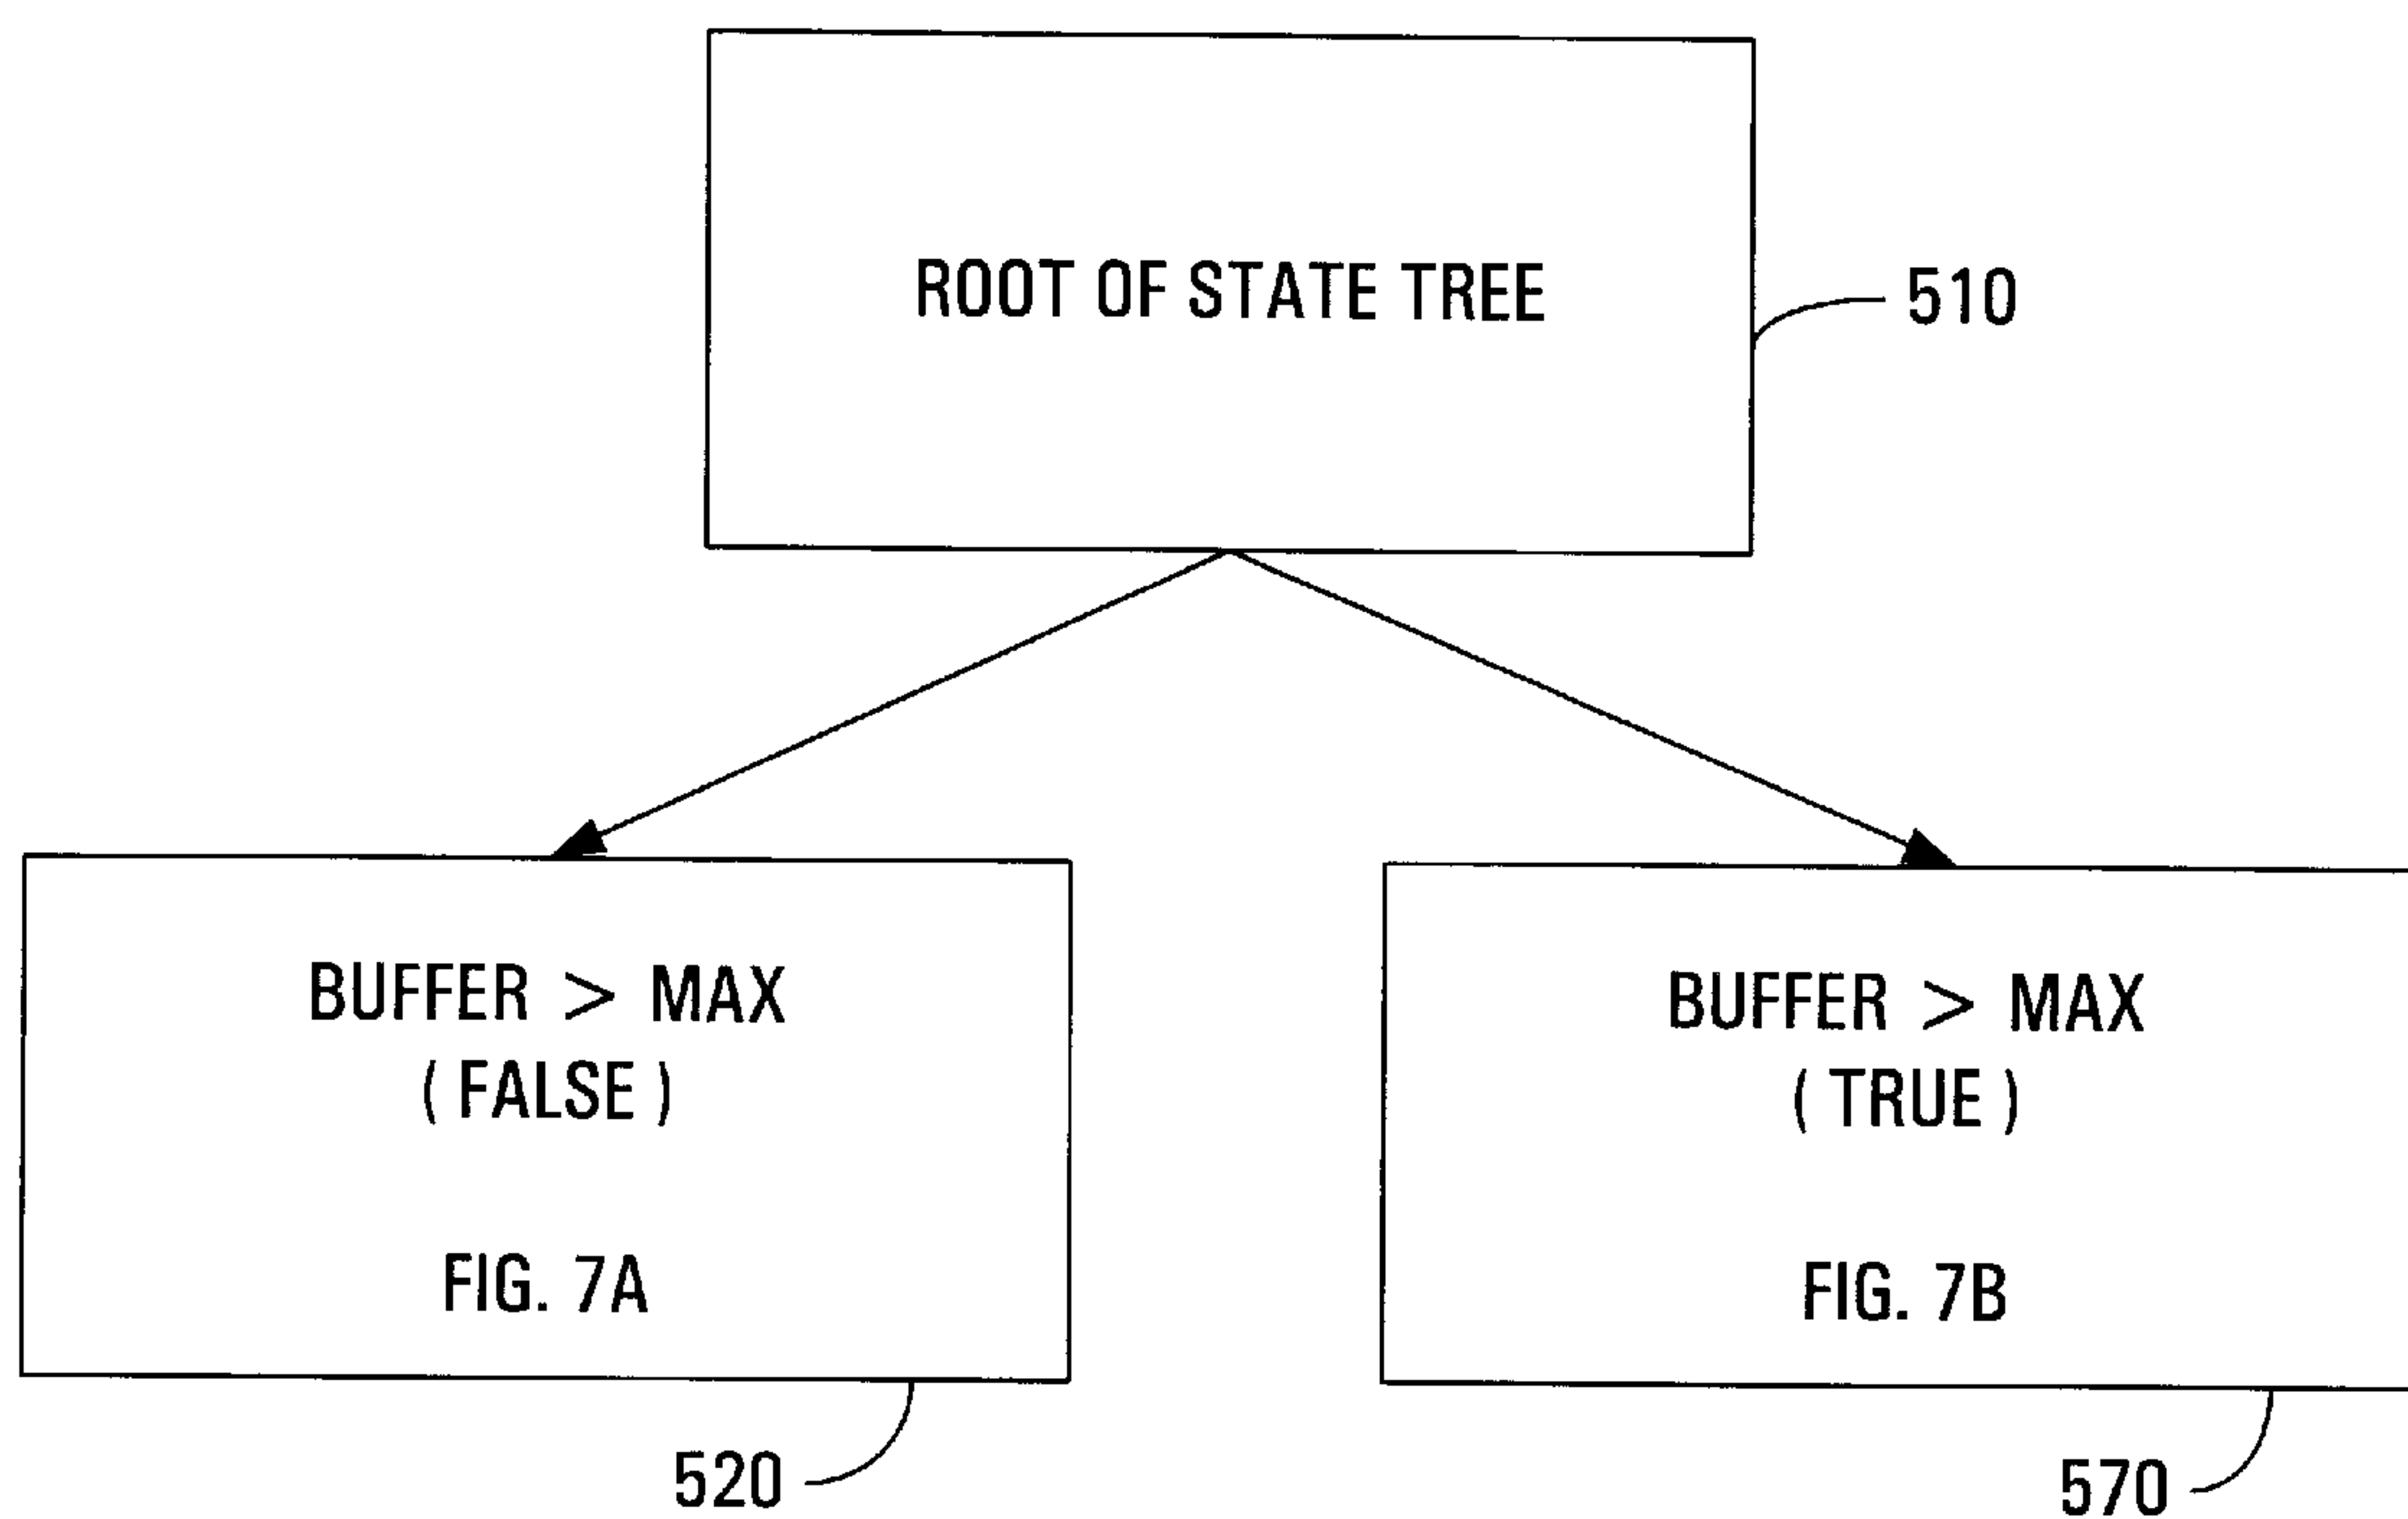 ROOT OF STATE TREE
510
BUFFER > MAX
( FALSE )
FIG. 7A
520
BUFFER > MAX
( TRUE )
FIG. 7B
570